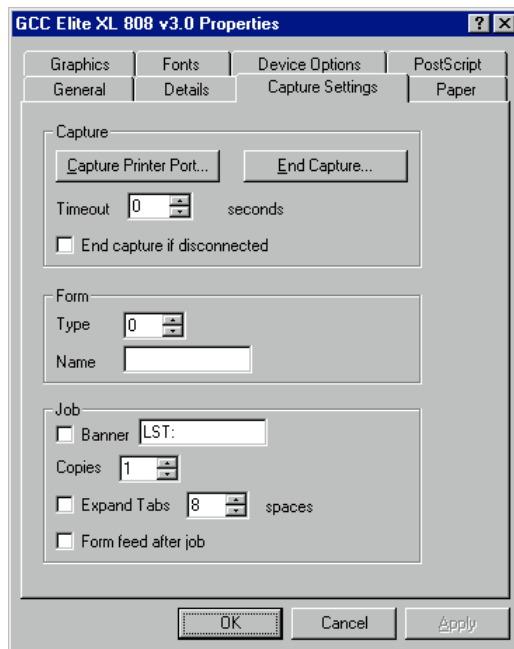 GCC Elite XL 808 v3.0 Properties
Graphics Fonts Device Options PostScript
General Details Capture Settings Paper
Capture
Capture Printer Port... End Capture...
Timeout 0 seconds
End capture if disconnected
Form
Type 0
Name
Job
Banner LST:
Copies 1
Expand Tabs 8 spaces
Form feed after job
OK Cancel Apply